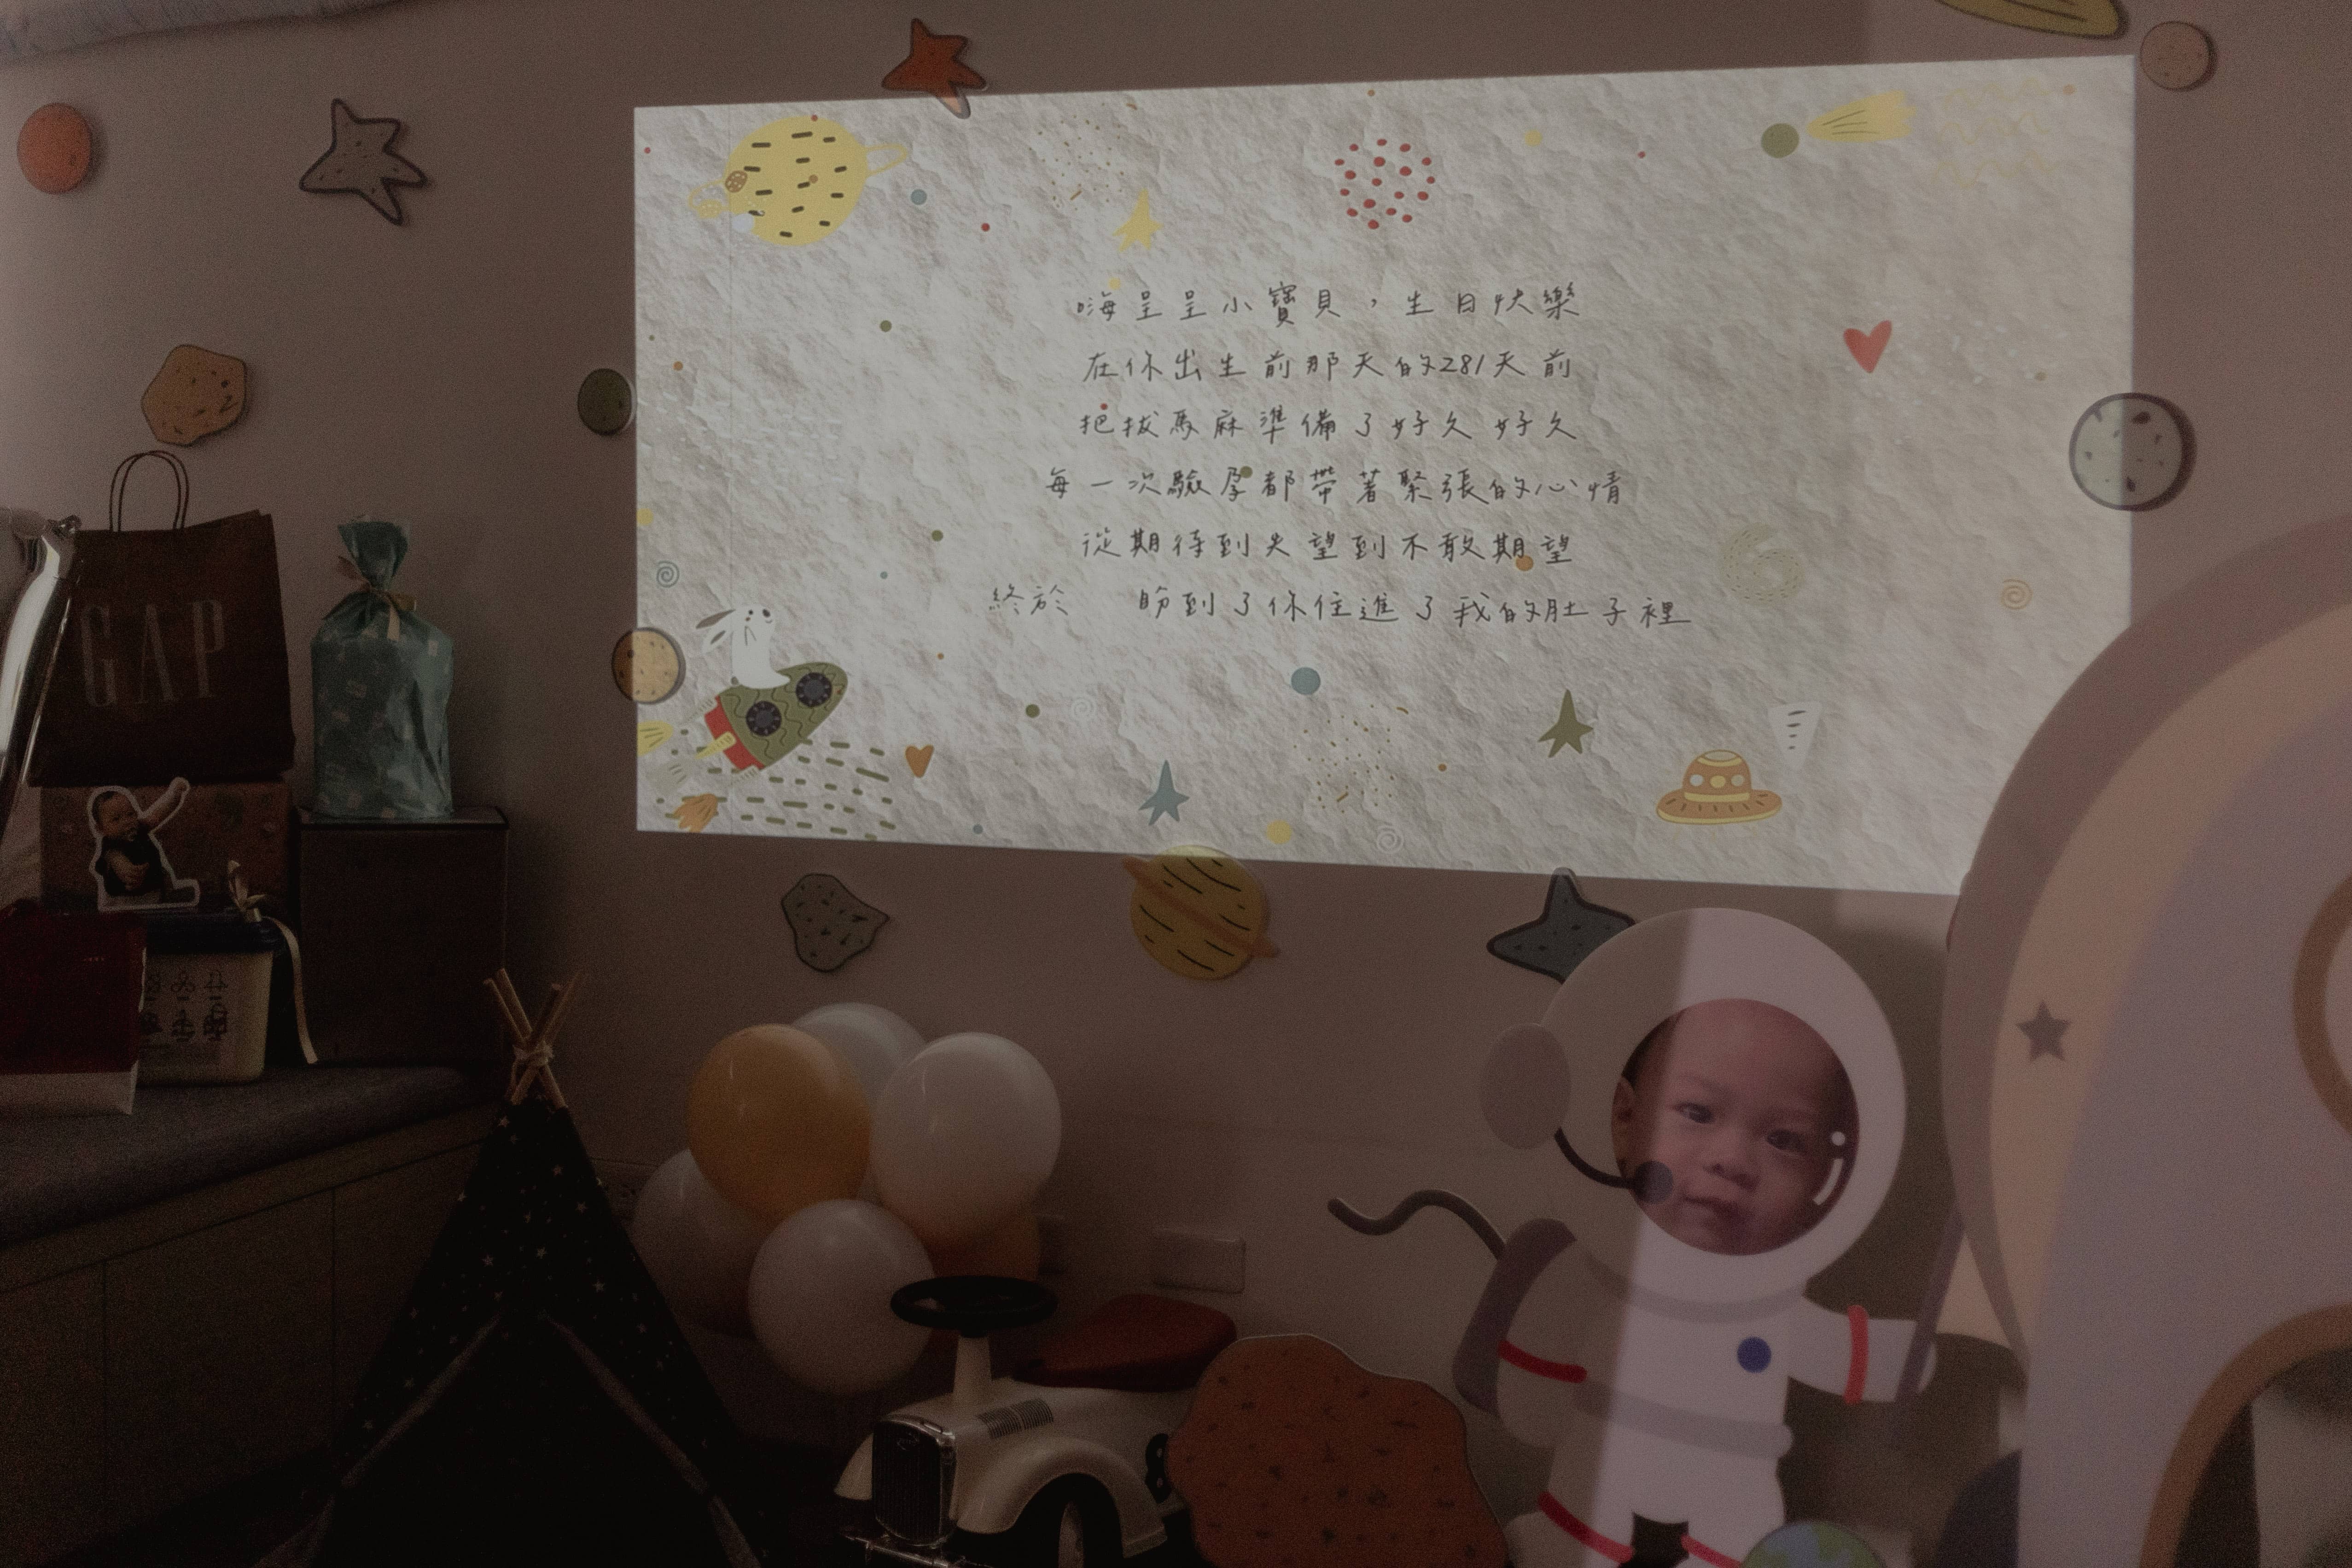 嗨呈呈小寶貝，生日快樂
在你出生前那天的281天前
把拔馬麻準備了好久好久
每一次驗孕都帶著緊張的心情
從期待到失望到不敢期望
終於 盼到了你住進了我的肚子裡
GAP